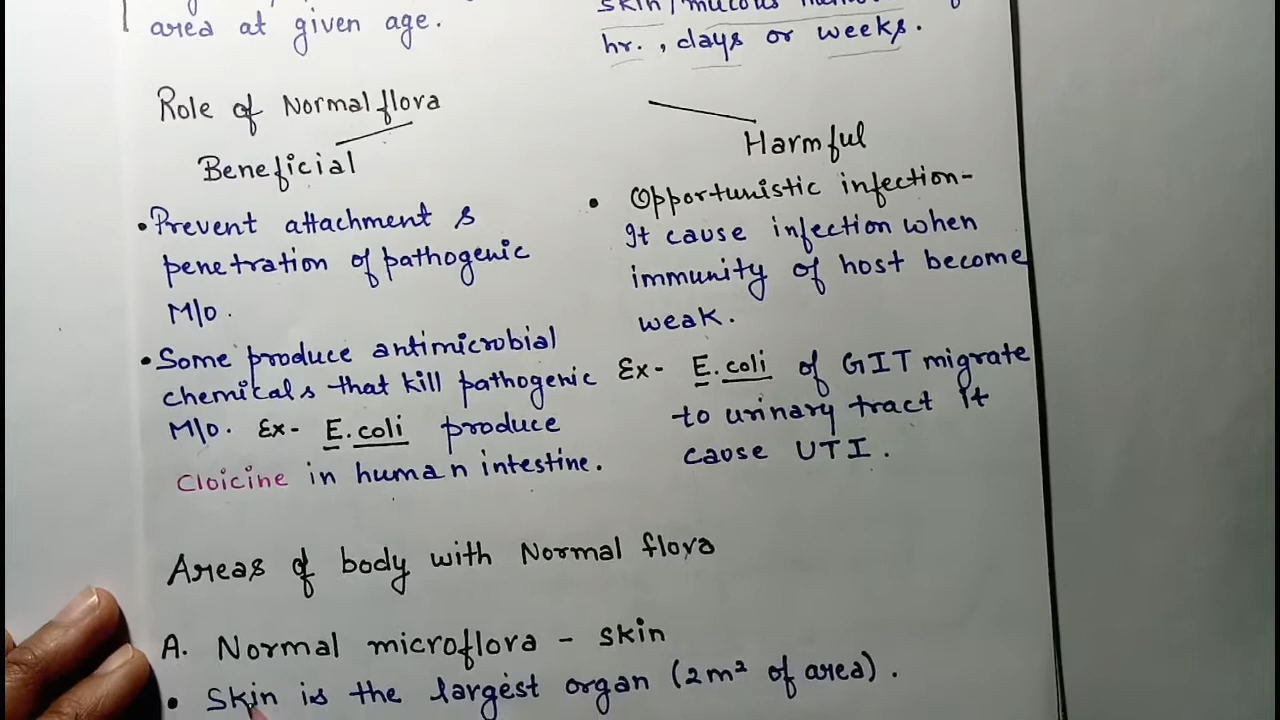 area at given age.
hr., days or weeks.
Role of Normal flora
Beneficial
• Prevent attachment &
penetration of pathogenic
M/o.
• Some produce antimicrobial
chemicals that kill pathogenic
M/o. Ex- E.coli produce
Cloicine in human intestine.
Harmful
• Opportunistic infection-
It cause infection when
immunity of host become
weak.
Ex- E.coli of GIT migrate
to urinary tract it
cause UTI.
Areas of body with Normal flora
A. Normal microflora - skin
• Skin is the largest organ (2m² of area).